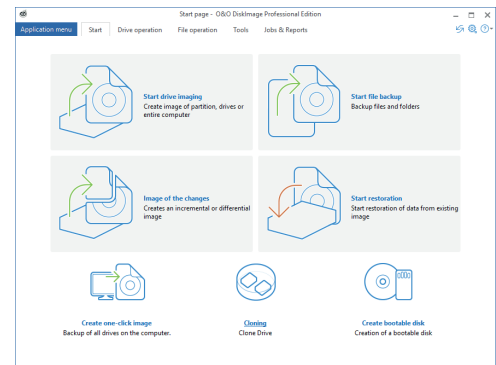 Start page - O&O DiskImage Professional Edition
Application menu Start Drive operation File operation Tools Jobs & Reports
Start drive imaging
Create image of partition, drives or
entire computer
Start file backup
Backup files and folders
Image of the changes
Creates an incremental or differential
image
Start restoration
Start restoration of data from existing
image
Create one-click image
Backup of all drives on the computer.
Cloning
Clone Drive
Create bootable disk
Creation of a bootable disk